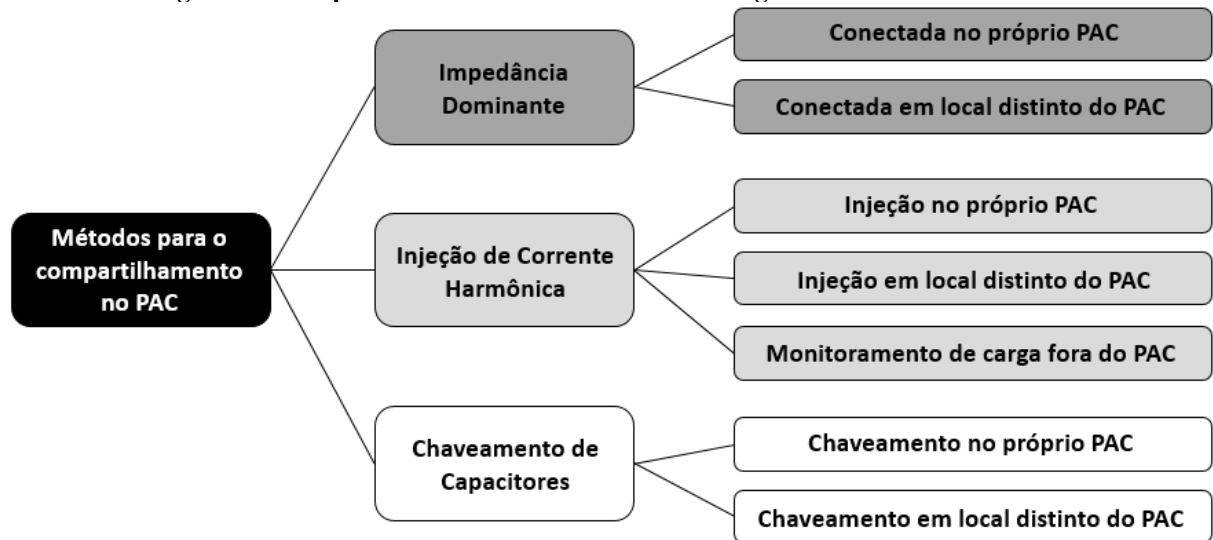 Métodos para o
compartilhamento
no PAC
Impedância
Dominante
Conectada no próprio PAC
Conectada em local distinto do PAC
Injeção de Corrente
Harmônica
Injeção no próprio PAC
Injeção em local distinto do PAC
Monitoramento de carga fora do PAC
Chaveamento de
Capacitores
Chaveamento no próprio PAC
Chaveamento em local distinto do PAC